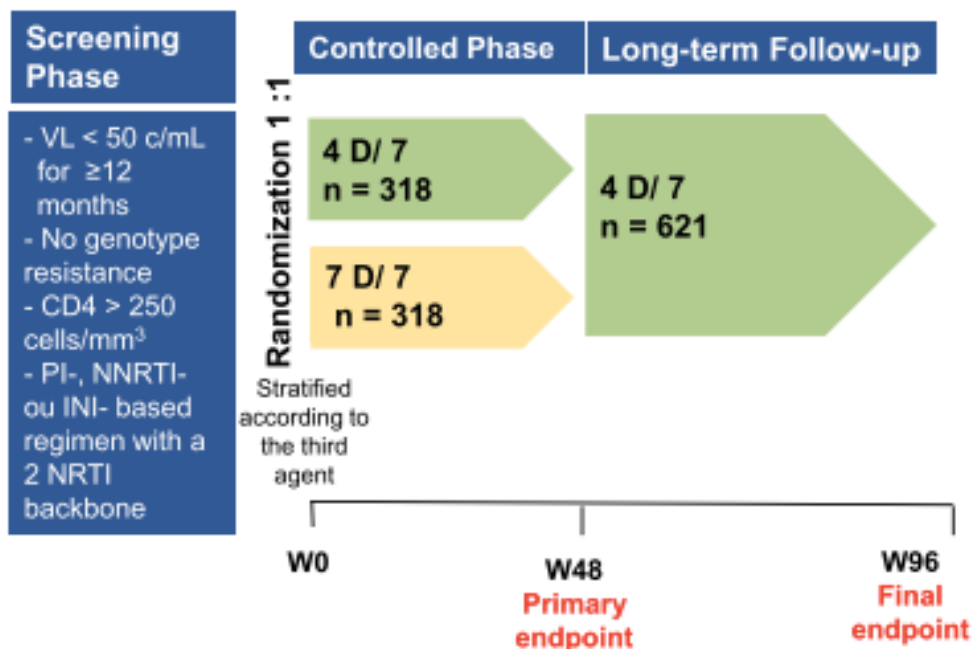 Screening
Phase
- VL < 50 c/mL
for ≥12
months
- No genotype
resistance
- CD4 > 250
cells/mm³
- PI-, NNRTI-
ou INI- based
regimen with a
2 NRTI
backbone
Randomization 1 :1
Stratified
according to
the third
agent
Controlled Phase
Long-term Follow-up
4 D/ 7
n = 318
7 D/ 7
n = 318
4 D/ 7
n = 621
W0
W48
Primary
endpoint
W96
Final
endpoint